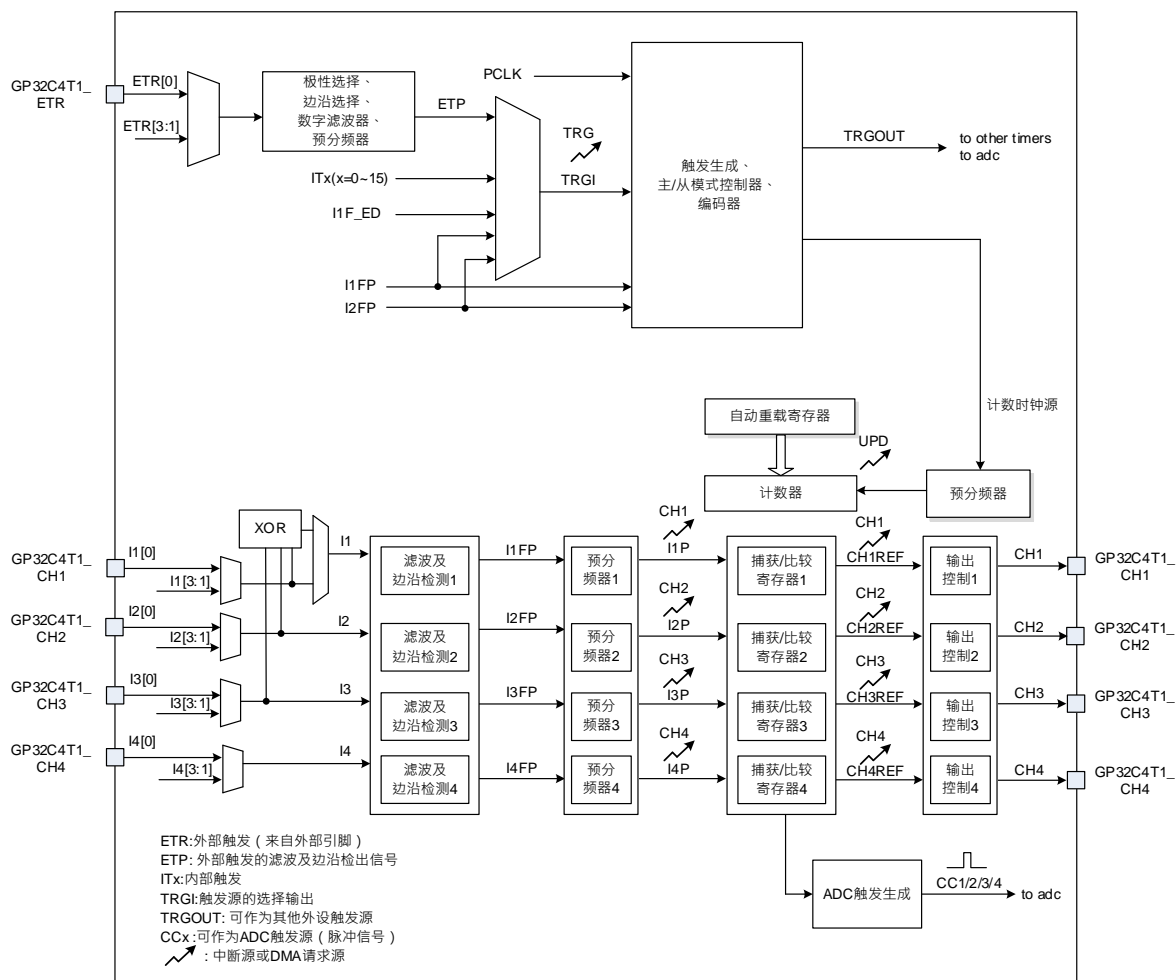 GP32C4T1_
ETR
ETR[0]
ETR[3:1]
极性选择、
边沿选择、
数字滤波器、
预分频器
ETP
PCLK
ITx(x=0~15)
I1F_ED
I1FP
I2FP
TRG
TRGI
触发生成、
主/从模式控制器、
编码器
TRGOUT
to other timers
to adc
计数时钟源
自动重载寄存器
UPD
计数器
预分频器
XOR
GP32C4T1_
CH1
I1[0]
I1[3:1]
I1
滤波及
边沿检测1
I1FP
预分
频器1
CH1
I1P
捕获/比较
寄存器1
CH1
CH1REF
输出
控制1
CH1
GP32C4T1_
CH1
GP32C4T1_
CH2
I2[0]
I2[3:1]
I2
滤波及
边沿检测2
I2FP
预分
频器2
CH2
I2P
捕获/比较
寄存器2
CH2
CH2REF
输出
控制2
CH2
GP32C4T1_
CH2
GP32C4T1_
CH3
I3[0]
I3[3:1]
I3
滤波及
边沿检测3
I3FP
预分
频器3
CH3
I3P
捕获/比较
寄存器3
CH3
CH3REF
输出
控制3
CH3
GP32C4T1_
CH3
GP32C4T1_
CH4
I4[0]
I4[3:1]
I4
滤波及
边沿检测4
I4FP
预分
频器4
CH4
I4P
捕获/比较
寄存器4
CH4
CH4REF
输出
控制4
CH4
GP32C4T1_
CH4
ADC触发生成
CC1/2/3/4
to adc
ETR:外部触发（来自外部引脚）
ETP: 外部触发的滤波及边沿检出信号
ITx:内部触发
TRGI:触发源的选择输出
TRGOUT: 可作为其他外设触发源
CCx:可作为ADC触发源（脉冲信号）
: 中断源或DMA请求源